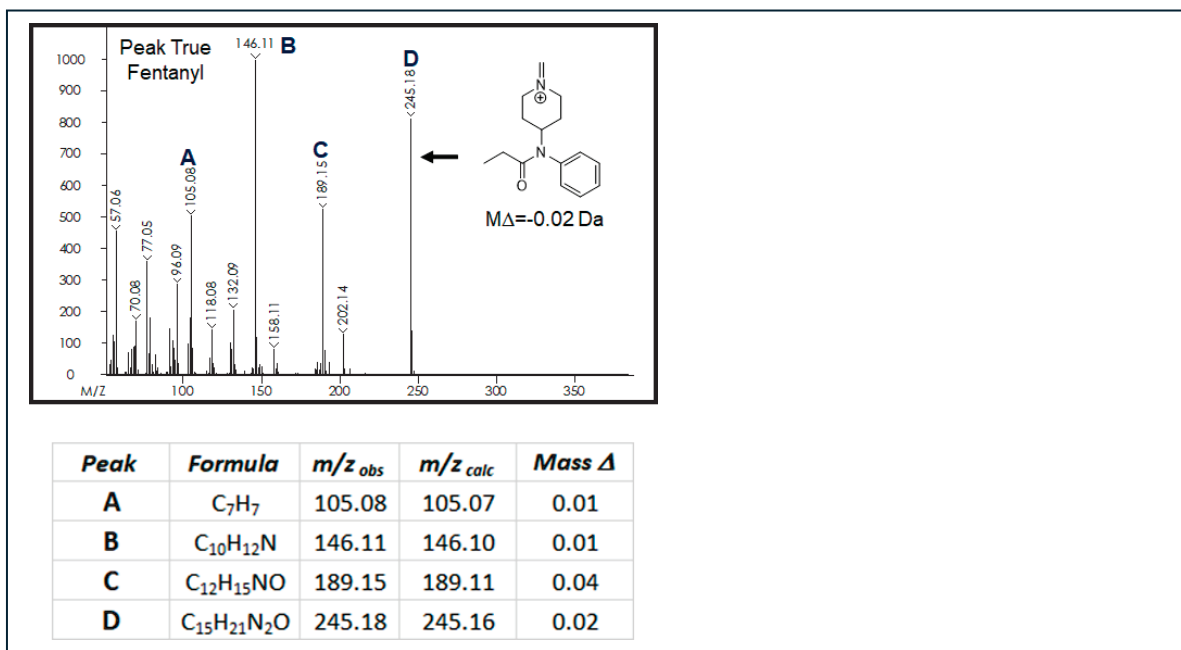 Peak True
Fentanyl
1000
900
800
700
600
500
400
300
200
100
0
M/Z
100
150
200
250
300
350
57.06
70.08
77.05
96.09
A
105.08
118.08
132.09
146.11
B
158.11
C
189.15
202.14
D
245.18
N
⊕
N
O
MΔ=-0.02 Da
Peak Formula m/z obs m/z calc Mass Δ
A C₇H₇ 105.08 105.07 0.01
B C₁₀H₁₂N 146.11 146.10 0.01
C C₁₂H₁₅NO 189.15 189.11 0.04
D C₁₅H₂₁N₂O 245.18 245.16 0.02